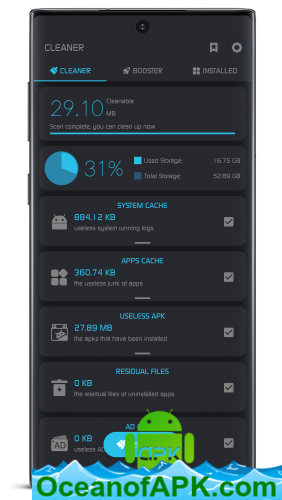 CLEANER
CLEANER BOOSTER INSTALLED
29.10 Cleanable
MB
Scan complete, you can clean up now
31% Used Storage: 16.75 GB
Total Storage: 52.89 GB
SYSTEM CACHE
884.12 KB
useless system running logs
APPS CACHE
360.74 KB
the useless junk of apps
USELESS APK
27.89 MB
the apks that have been installed
RESIDUAL FILES
0 KB
the residual files of uninstalled apps
AD
AD 0 KB
useless
OceanofAPK.com